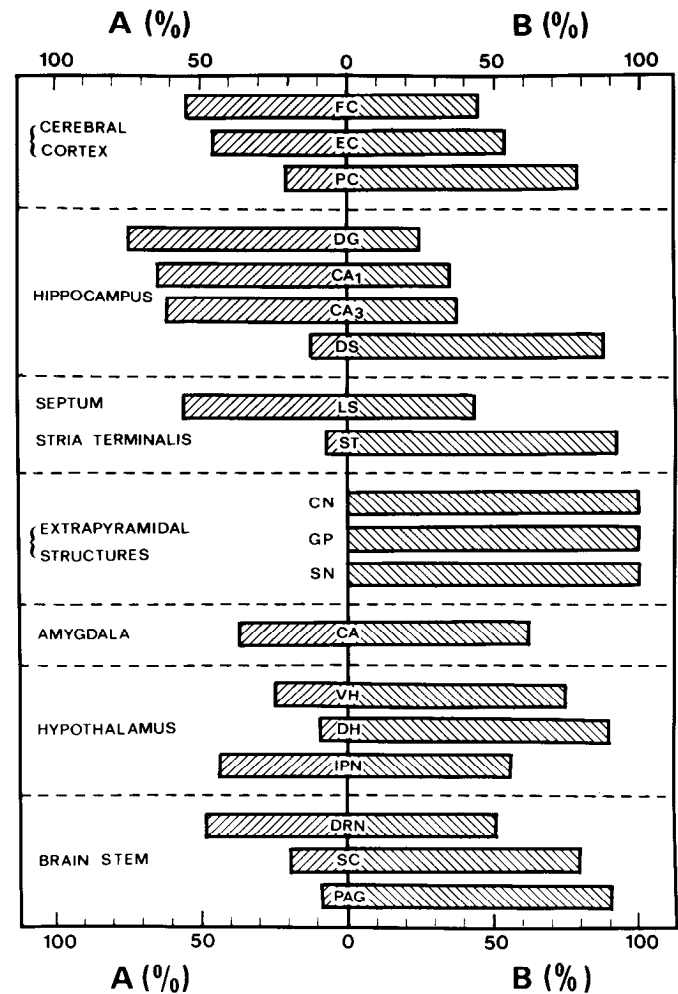 A (%) B (%)
100 50 0 50 100
FC
CEREBRAL
CORTEX
EC
PC
DG
CA1
HIPPOCAMPUS
CA3
DS
SEPTUM LS
STRIA TERMINALIS ST
CN
EXTRAPYRAMIDAL
STRUCTURES
GP
SN
AMYGDALA CA
VH
HYPOTHALAMUS DH
IPN
DRN
BRAIN STEM SC
PAG
100 50 0 50 100
A (%) B (%)